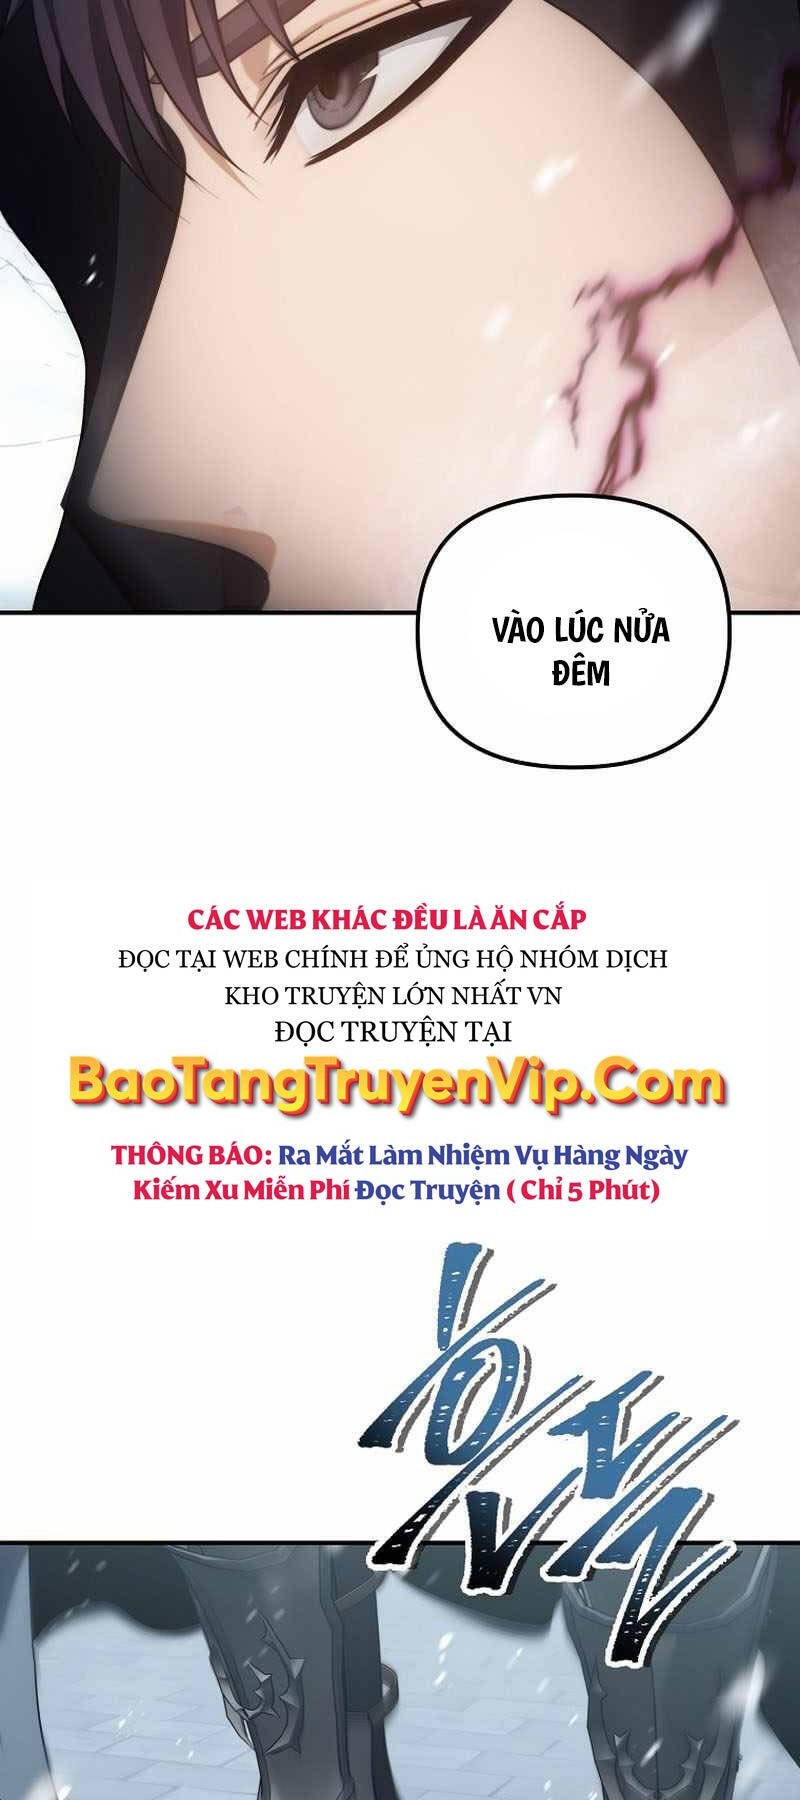 VÀO LÚC NỬA
ĐÊM
CÁC WEB KHÁC ĐỀU LÀ ĂN CẮP
ĐỌC TẠI WEB CHÍNH ĐỂ ỦNG HỘ NHÓM DỊCH
KHO TRUYỆN LỚN NHẤT VN
ĐỌC TRUYỆN TẠI
BaoTangTruyenVip.Com
THÔNG BÁO: Ra Mắt Làm Nhiệm Vụ Hàng Ngày
Kiếm Xu Miễn Phí Đọc Truyện ( Chỉ 5 Phút)